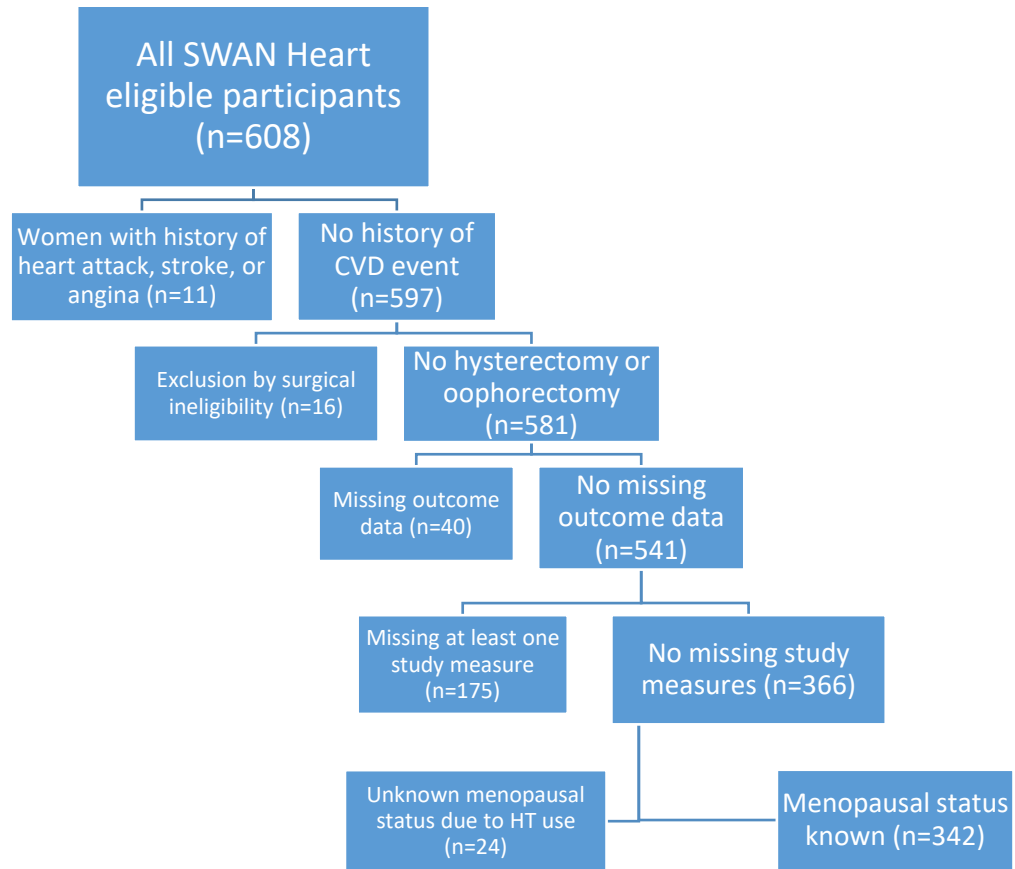 All SWAN Heart
eligible participants
(n=608)
Women with history of
heart attack, stroke, or
angina (n=11)
No history of
CVD event
(n=597)
Exclusion by surgical
ineligibility (n=16)
No hysterectomy or
oophorectomy
(n=581)
Missing outcome
data (n=40)
No missing
outcome data
(n=541)
Missing at least one
study measure
(n=175)
No missing study
measures (n=366)
Unknown menopausal
status due to HT use
(n=24)
Menopausal status
known (n=342)